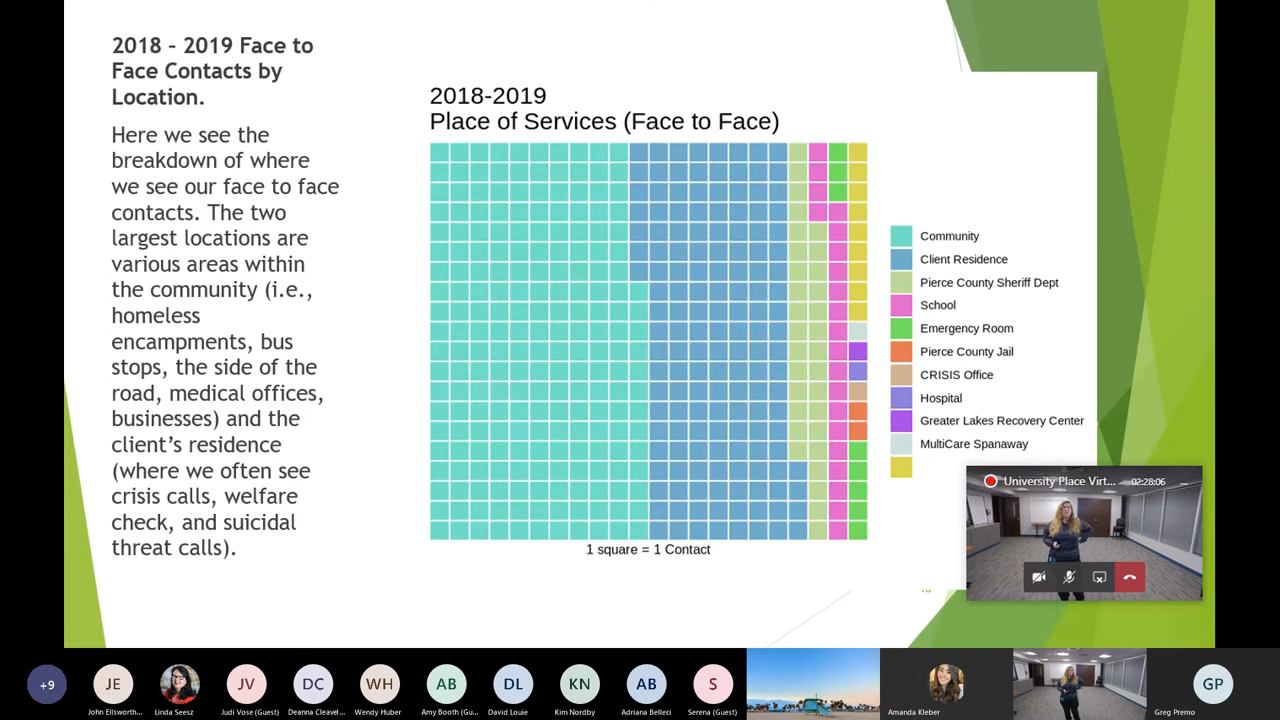 2018 – 2019 Face to
Face Contacts by
Location.
Here we see the
breakdown of where
we see our face to face
contacts. The two
largest locations are
various areas within
the community (i.e.,
homeless
encampments, bus
stops, the side of the
road, medical offices,
businesses) and the
client's residence
(where we often see
crisis calls, welfare
check, and suicidal
threat calls).
2018-2019
Place of Services (Face to Face)
Community
Client Residence
Pierce County Sheriff Dept
School
Emergency Room
Pierce County Jail
CRISIS Office
Hospital
Greater Lakes Recovery Center
MultiCare Spanaway
1 square = 1 Contact
University Place Virt...
02:28:06
+9
JE
JV
DC
WH
AB
DL
KN
AB
S
GP
John Ellsworth...
Linda Seesz
Judi Vose (Guest)
Deanna Cleavel...
Wendy Huber
Amy Booth (Gu...
David Louie
Kim Nordby
Adriana Belleci
Serena (Guest)
Amanda Kleber
Greg Premo